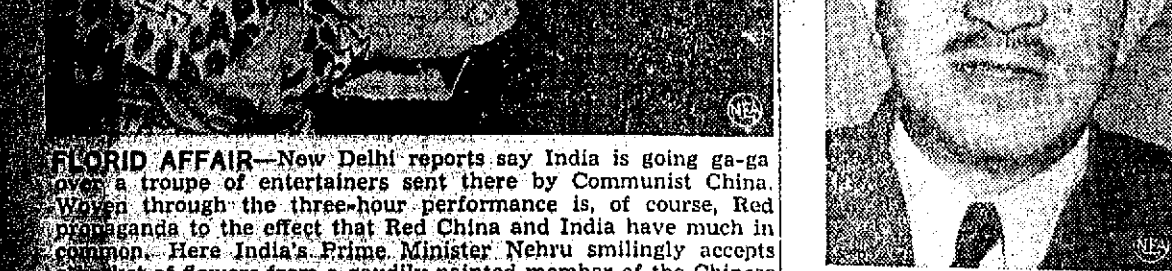 NEA
FLORID AFFAIR—New Delhi reports say India is going ga-ga
over a troupe of entertainers sent there by Communist China.
Woven through the three-hour performance is, of course, Red
propaganda to the effect that Red China and India have much in
common. Here India's Prime Minister Nehru smilingly accepts
of flowers from a gaudily painted member of the Chinese
NEA